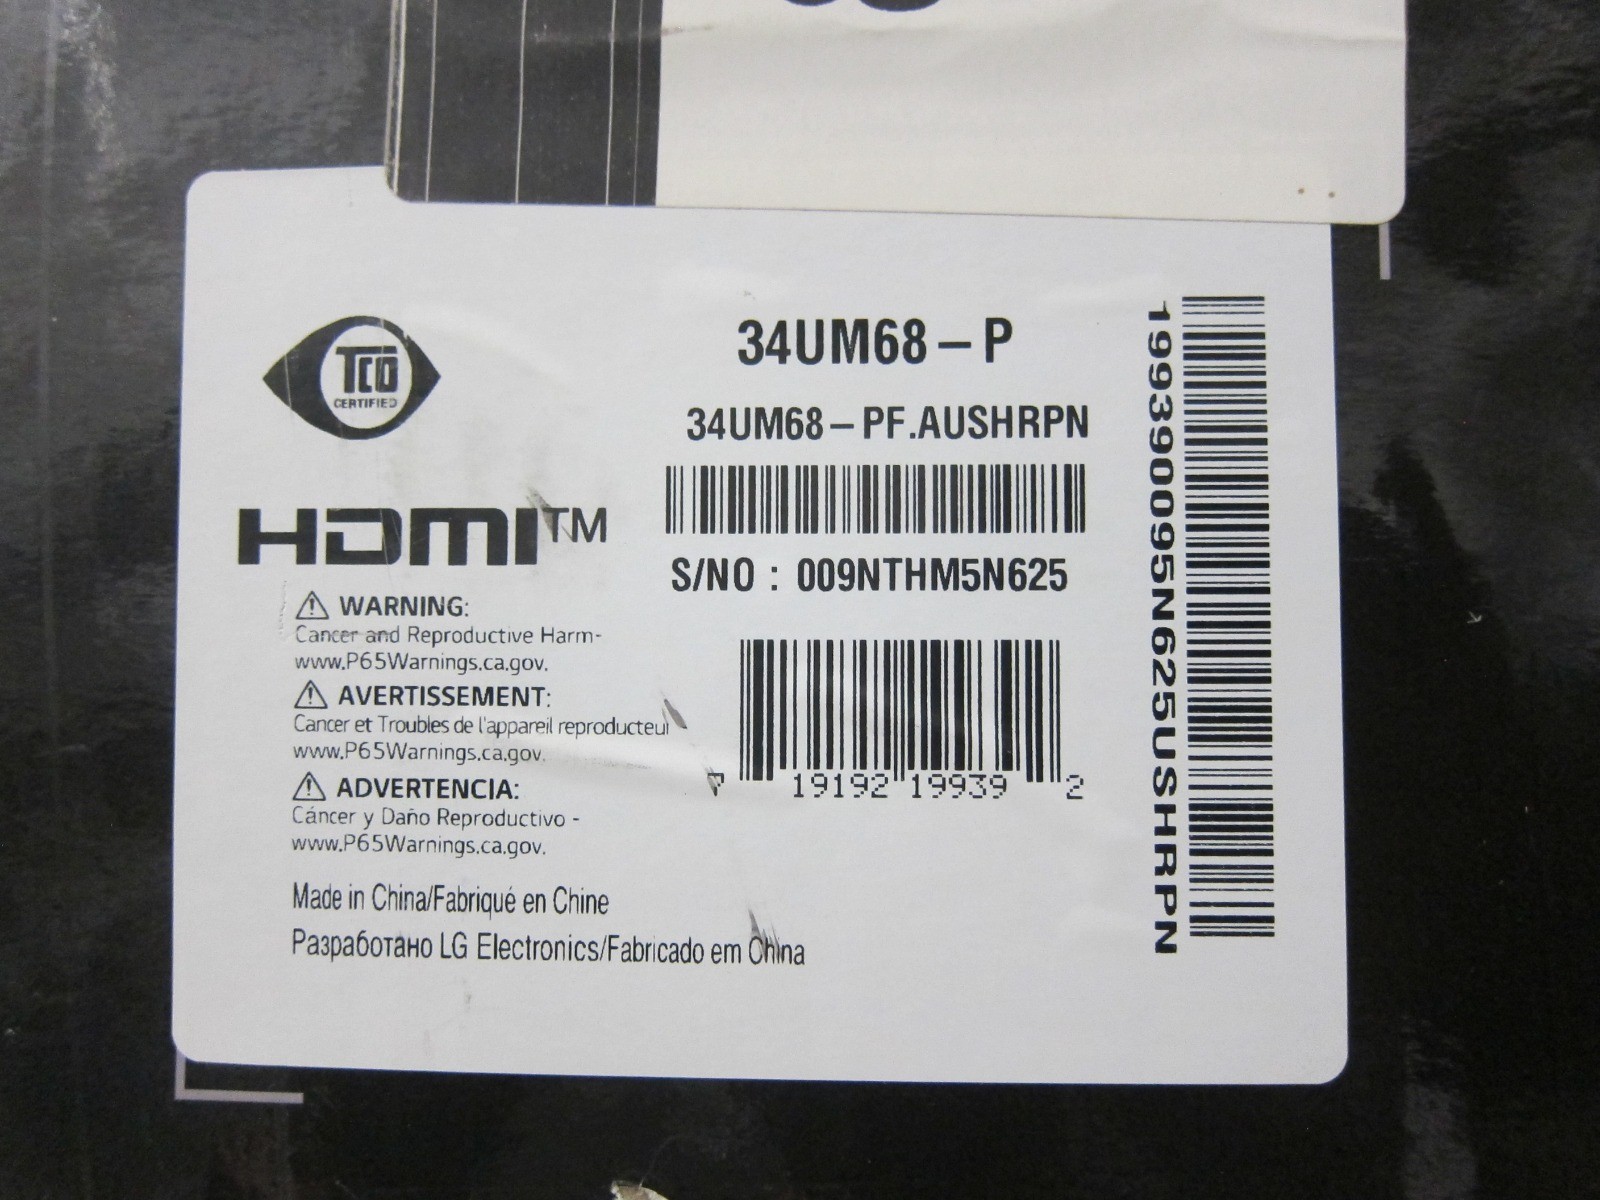 TCO
CERTIFIED
HDMI™
WARNING:
Cancer and Reproductive Harm-
www.P65Warnings.ca.gov.
AVERTISSEMENT:
Cancer et Troubles de l'appareil reproducteur
www.P65Warnings.ca.gov.
ADVERTENCIA:
Cáncer y Daño Reproductivo -
www.P65Warnings.ca.gov.
Made in China/Fabriqué en Chine
Разработано LG Electronics/Fabricado em China
34UM68-P
34UM68-PF.AUSHRPN
S/NO : 009NTHM5N625
7 19192 19939 2
199390095N625USHRPN